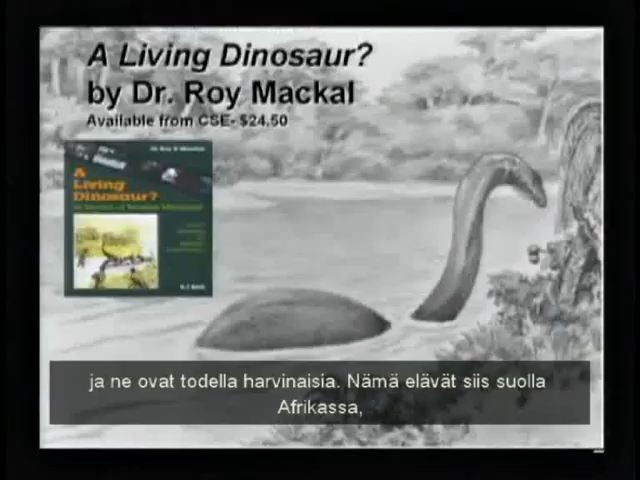 A Living Dinosaur?
by Dr. Roy Mackal
Available from CSE- $24.50
A
Living
Dinosaur?
ja ne ovat todella harvinaisia. Nämä elävät siis suolla
Afrikassa,